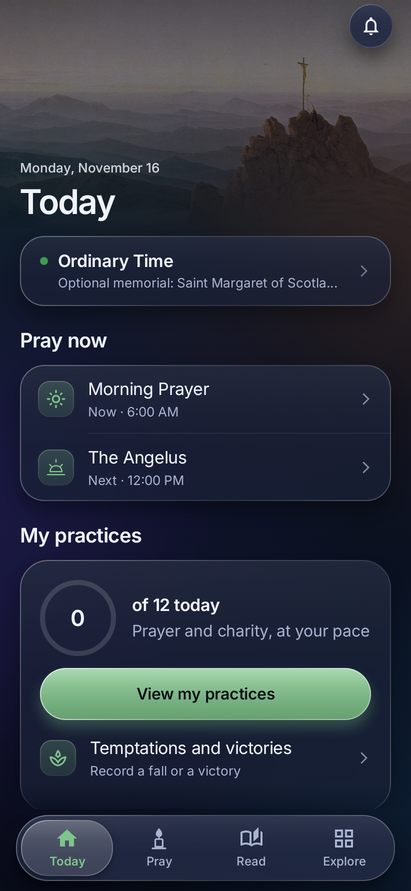 Monday, November 16
Today
Ordinary Time
Optional memorial: Saint Margaret of Scotla...
Pray now
Morning Prayer
Now · 6:00 AM
The Angelus
Next · 12:00 PM
My practices
0
of 12 today
Prayer and charity, at your pace
View my practices
Temptations and victories
Record a fall or a victory
Today
Pray
Read
Explore